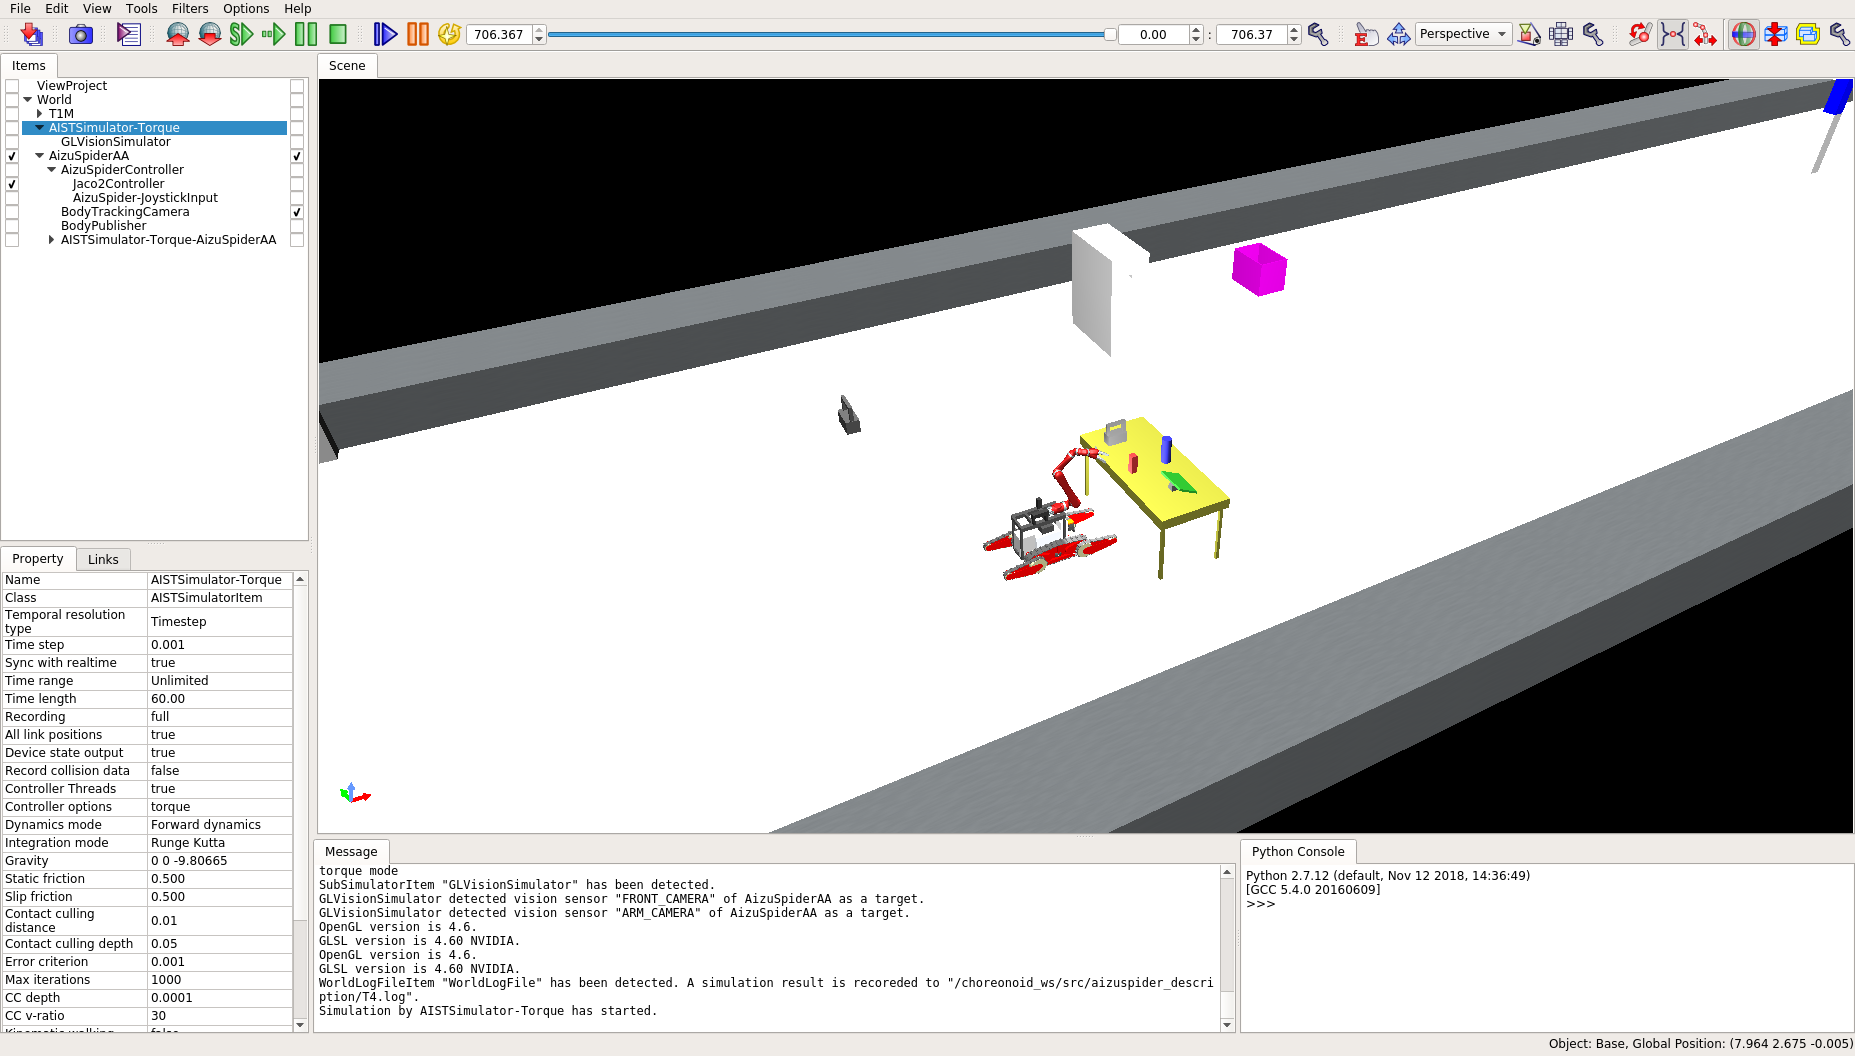 File Edit View Tools Filters Options Help
706.367 0.00 : 706.37 Perspective
Items
ViewProject
World
T1M
AISTSimulator-Torque
GLVisionSimulator
AizuSpiderAA
AizuSpiderController
Jaco2Controller
AizuSpider-JoystickInput
BodyTrackingCamera
BodyPublisher
AISTSimulator-Torque-AizuSpiderAA
Property Links
Name AISTSimulator-Torque
Class AISTSimulatorItem
Temporal resolution
type Timestep
Time step 0.001
Sync with realtime true
Time range Unlimited
Time length 60.00
Recording full
All link positions true
Device state output true
Record collision data false
Controller Threads true
Controller options torque
Dynamics mode Forward dynamics
Integration mode Runge Kutta
Gravity 0 0 -9.80665
Static friction 0.500
Slip friction 0.500
Contact culling
distance 0.01
Contact culling depth 0.05
Error criterion 0.001
Max iterations 1000
CC depth 0.0001
CC v-ratio 30
Scene
Message
torque mode
SubSimulatorItem "GLVisionSimulator" has been detected.
GLVisionSimulator detected vision sensor "FRONT_CAMERA" of AizuSpiderAA as a target.
GLVisionSimulator detected vision sensor "ARM_CAMERA" of AizuSpiderAA as a target.
OpenGL version is 4.6.
GLSL version is 4.60 NVIDIA.
OpenGL version is 4.6.
GLSL version is 4.60 NVIDIA.
WorldLogFileItem "WorldLogFile" has been detected. A simulation result is recoreded to "/choreonoid_ws/src/aizuspider_descri
ption/T4.log".
Simulation by AISTSimulator-Torque has started.
Python Console
Python 2.7.12 (default, Nov 12 2018, 14:36:49)
[GCC 5.4.0 20160609]
>>>
Object: Base, Global Position: (7.964 2.675 -0.005)